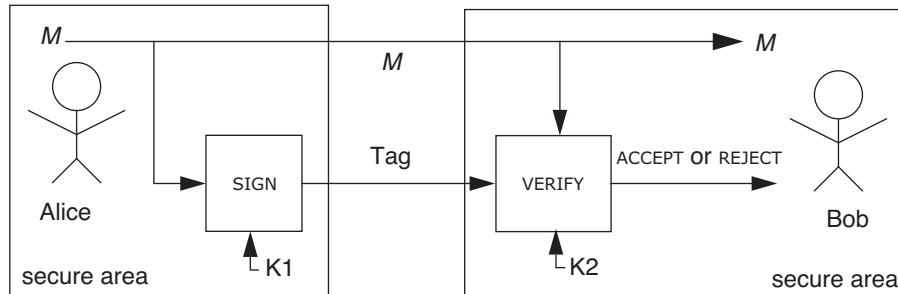 M
M
M
Tag
SIGN
VERIFY
ACCEPT or REJECT
Alice
Bob
K1
K2
secure area
secure area